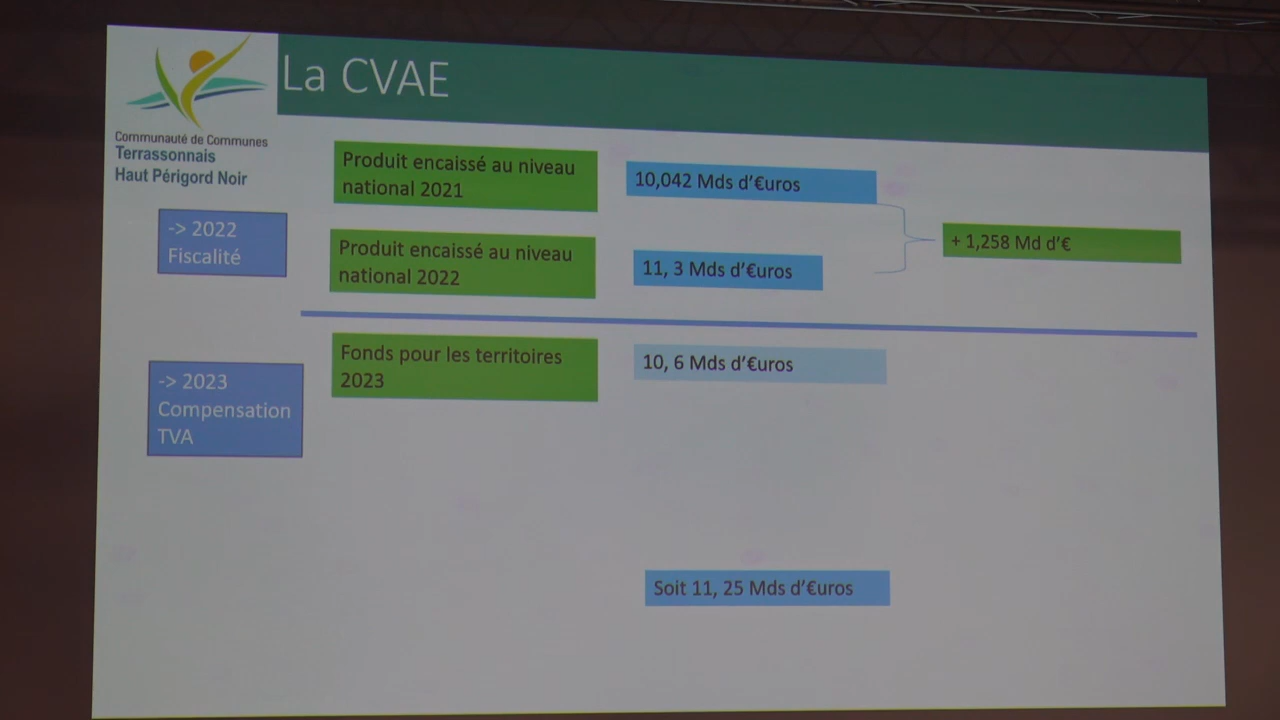 La CVAE
Communauté de Communes
Terrassonnais
Haut Périgord Noir
Produit encaissé au niveau
national 2021
10,042 Mds d'€uros
-> 2022
Fiscalité
+ 1,258 Md d'€
Produit encaissé au niveau
national 2022
11, 3 Mds d'€uros
Fonds pour les territoires
2023
10, 6 Mds d'€uros
-> 2023
Compensation
TVA
Soit 11, 25 Mds d'€uros